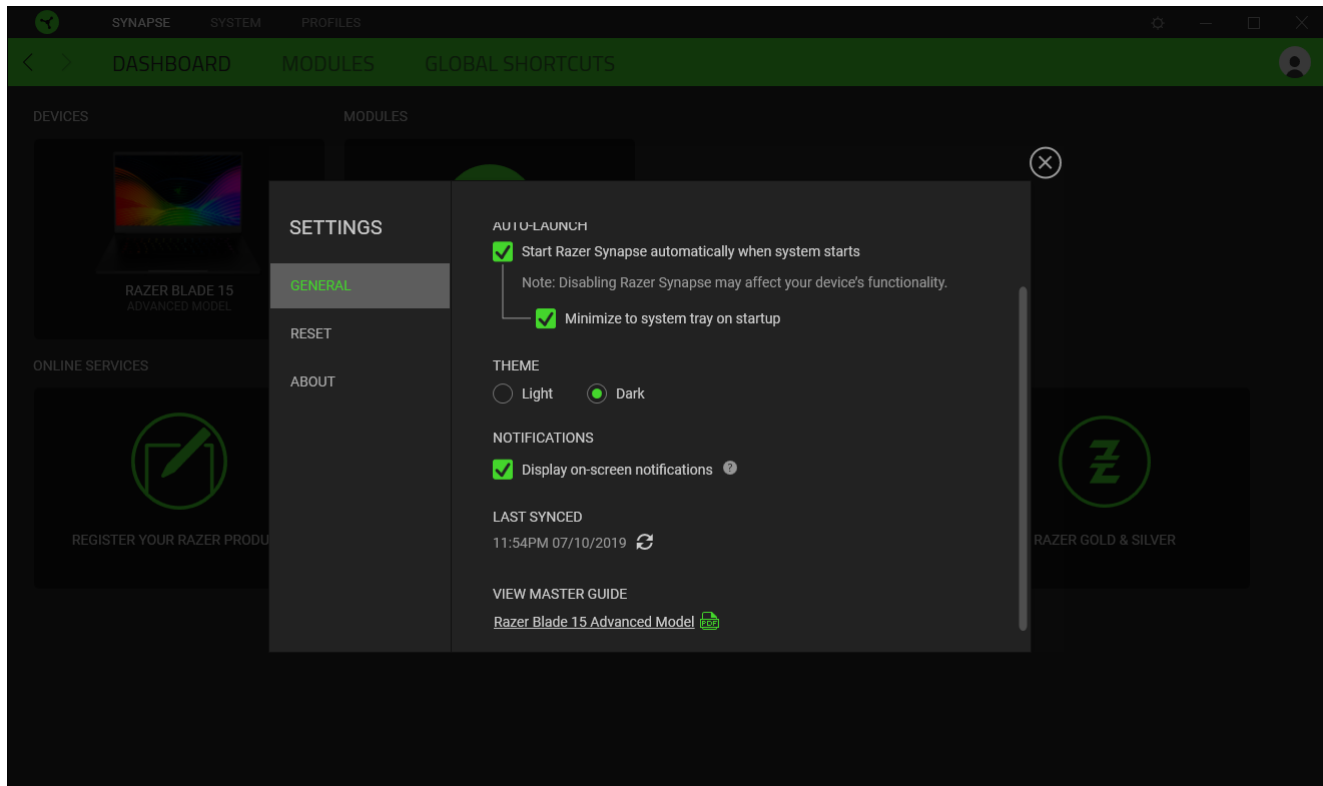 SYNAPSE SYSTEM PROFILES
DASHBOARD MODULES GLOBAL SHORTCUTS
DEVICES MODULES
RAZER BLADE 15
ADVANCED MODEL
ONLINE SERVICES
REGISTER YOUR RAZER PRODU
RAZER GOLD & SILVER
SETTINGS
GENERAL
RESET
ABOUT
AUTO-LAUNCH
Start Razer Synapse automatically when system starts
Note: Disabling Razer Synapse may affect your device's functionality.
Minimize to system tray on startup
THEME
Light Dark
NOTIFICATIONS
Display on-screen notifications ?
LAST SYNCED
11:54PM 07/10/2019
VIEW MASTER GUIDE
Razer Blade 15 Advanced Model PDF